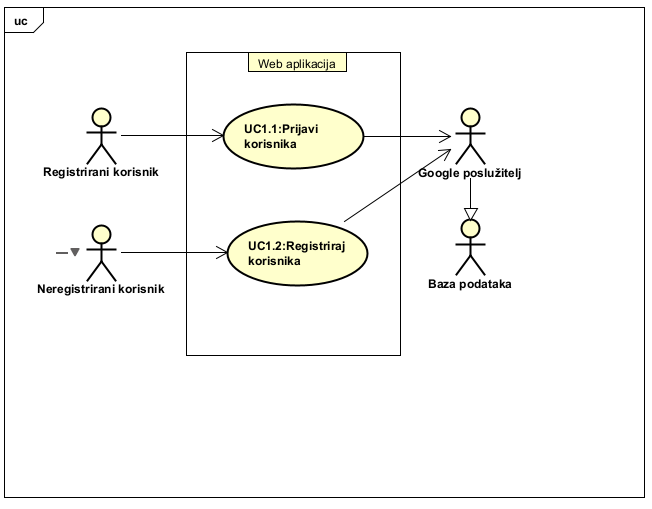 uc
Web aplikacija
UC1.1:Prijavi
korisnika
Registrirani korisnik
Google poslužitelj
UC1.2:Registriraj
korisnika
Neregistrirani korisnik
Baza podataka